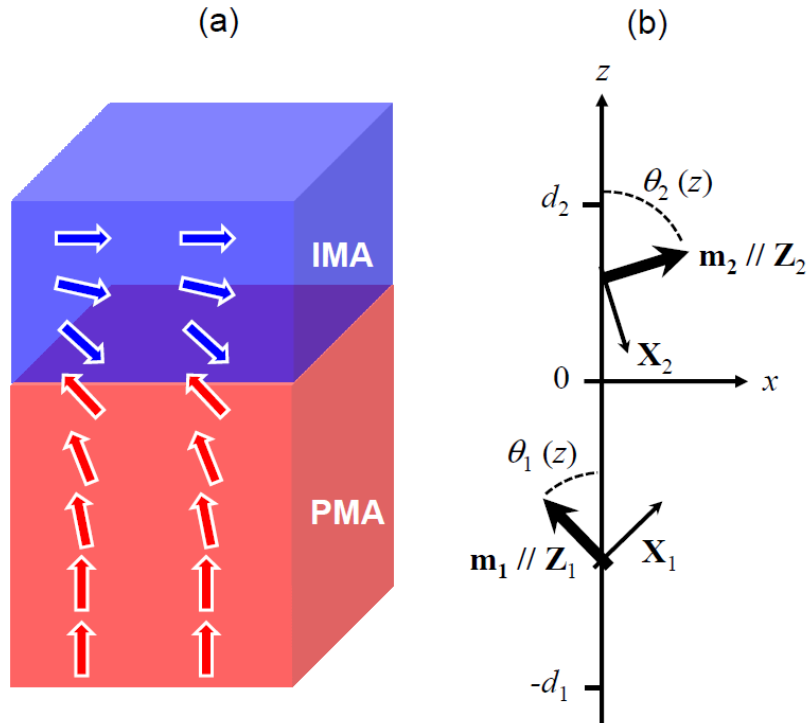 (a)
IMA
PMA
(b)
z
d₂
θ₂ (z)
m₂ // Z₂
X₂
0
x
θ₁ (z)
m₁ // Z₁
X₁
-d₁